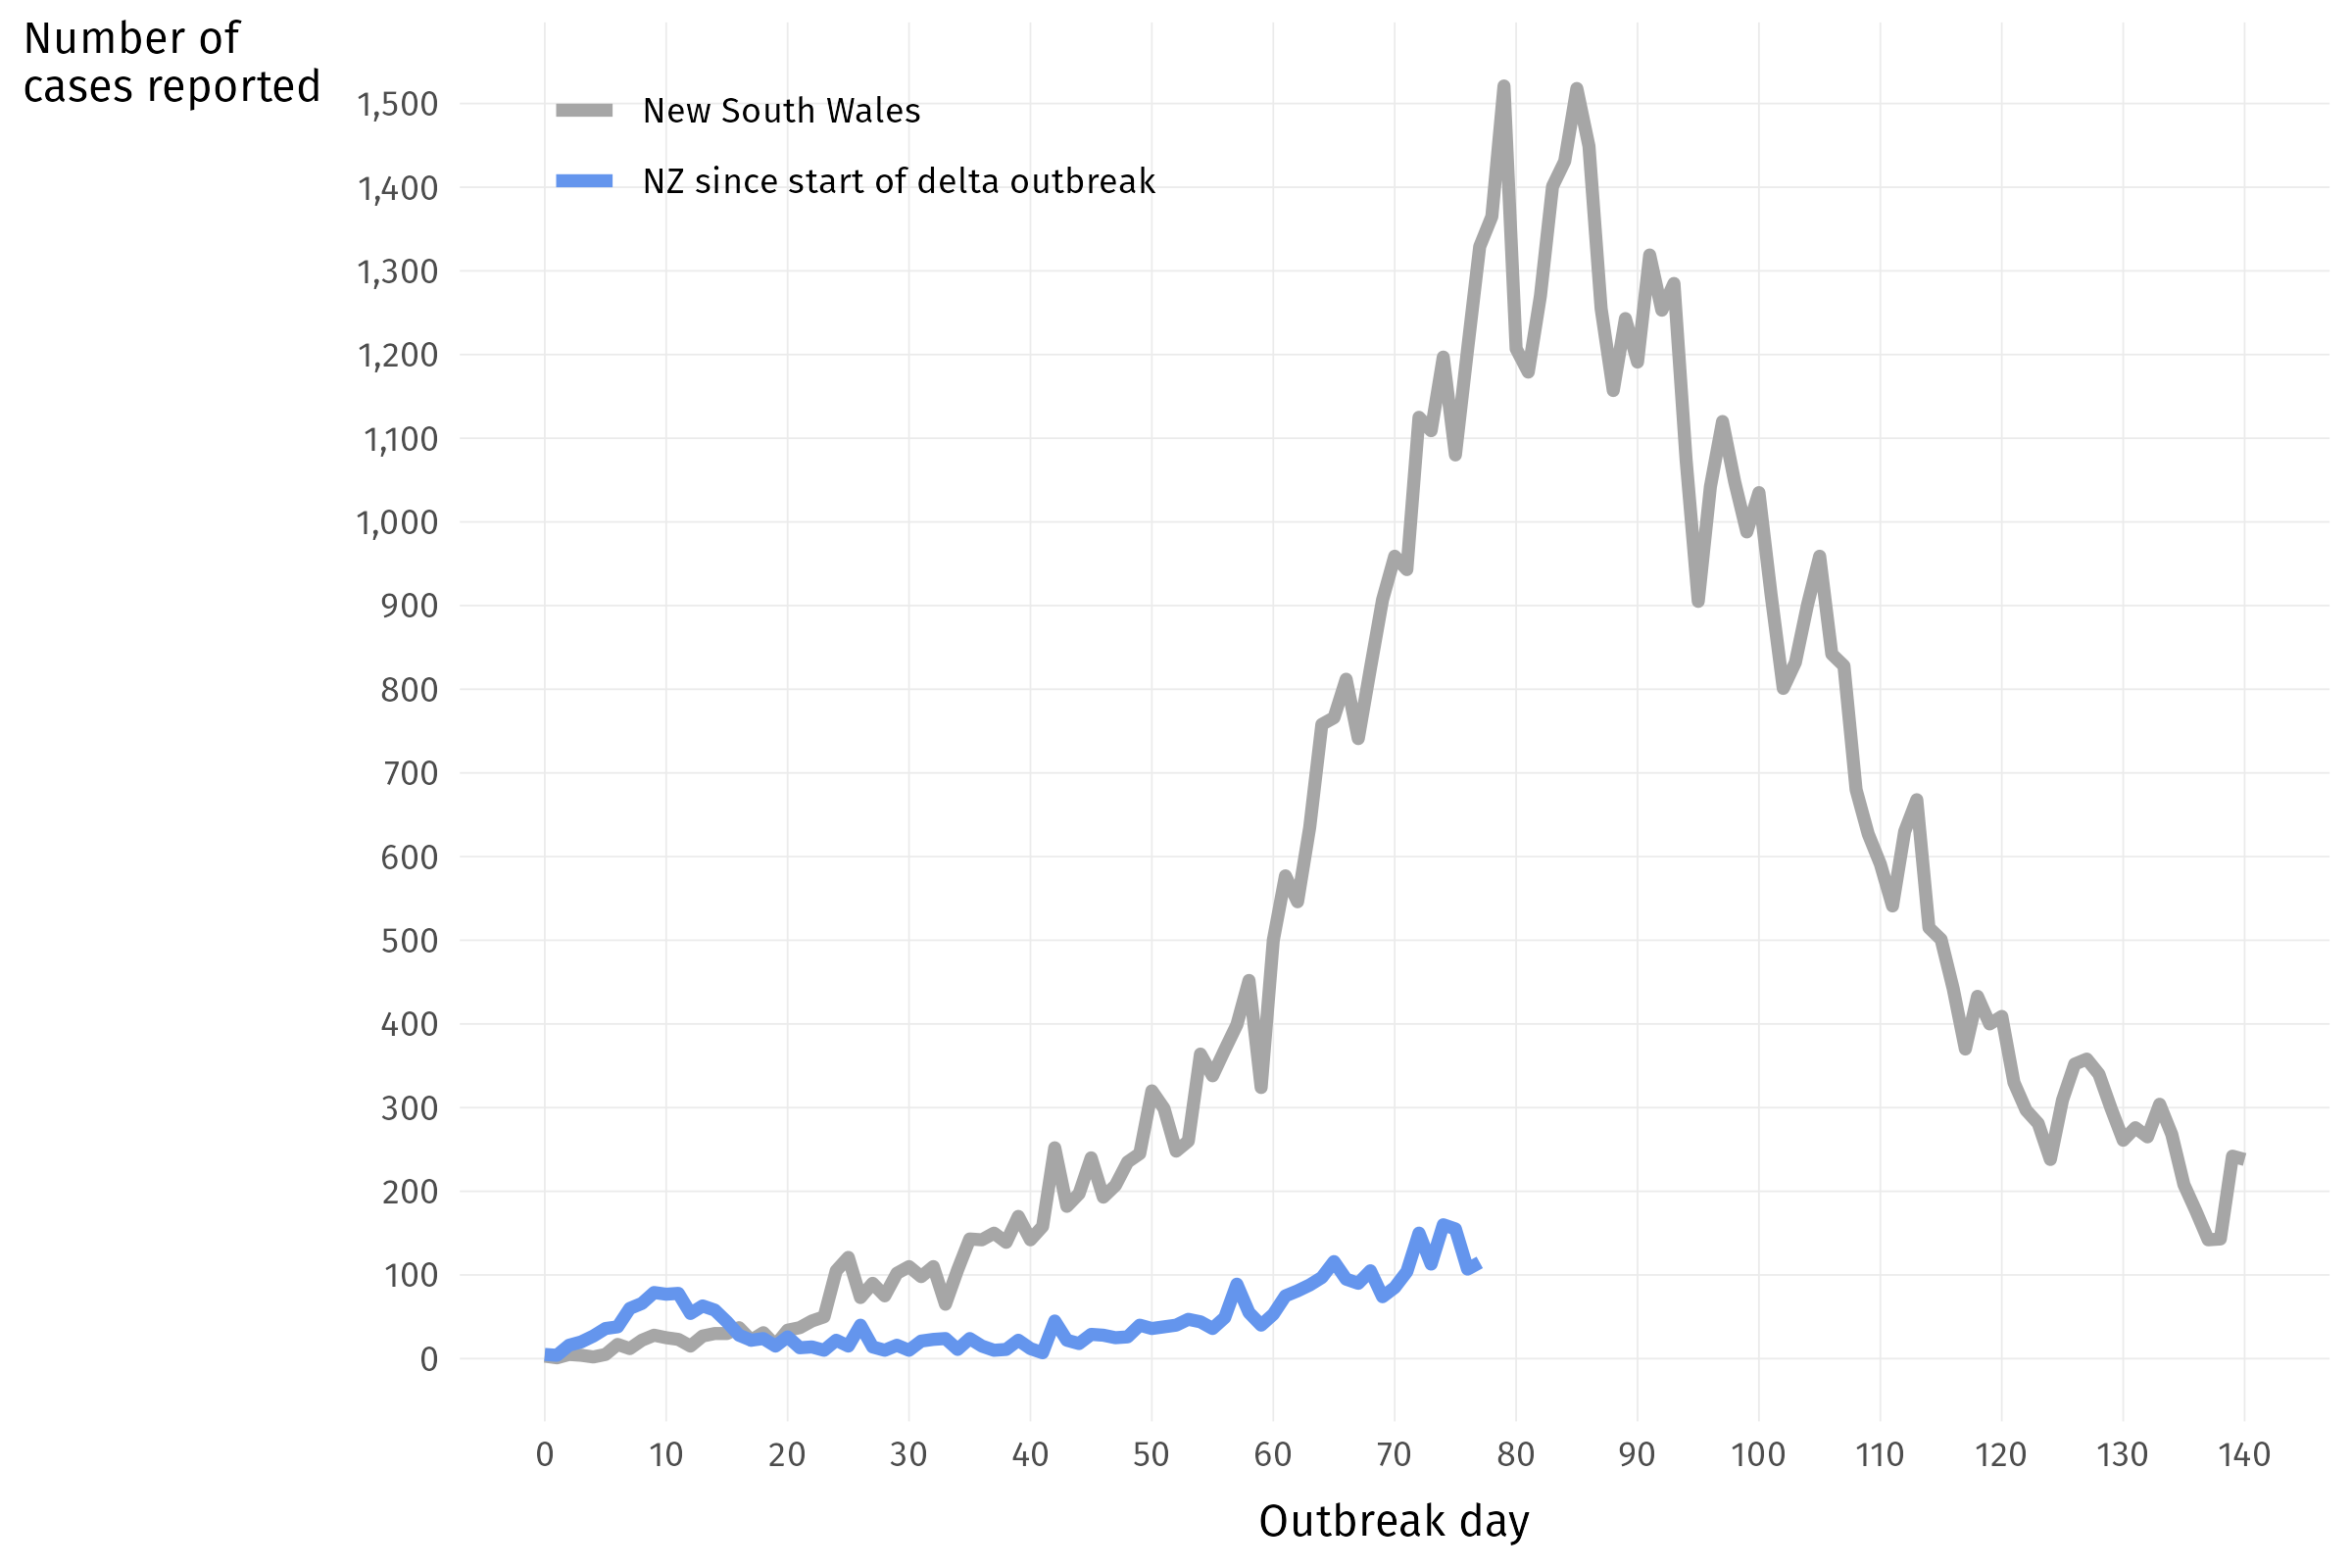 Number of
cases reported
1,500
New South Wales
1,400
NZ since start of delta outbreak
1,300
1,200
1,100
1,000
900
800
700
600
500
400
300
200
100
0
0 10 20 30 40 50 60 70 80 90 100 110 120 130 140
Outbreak day